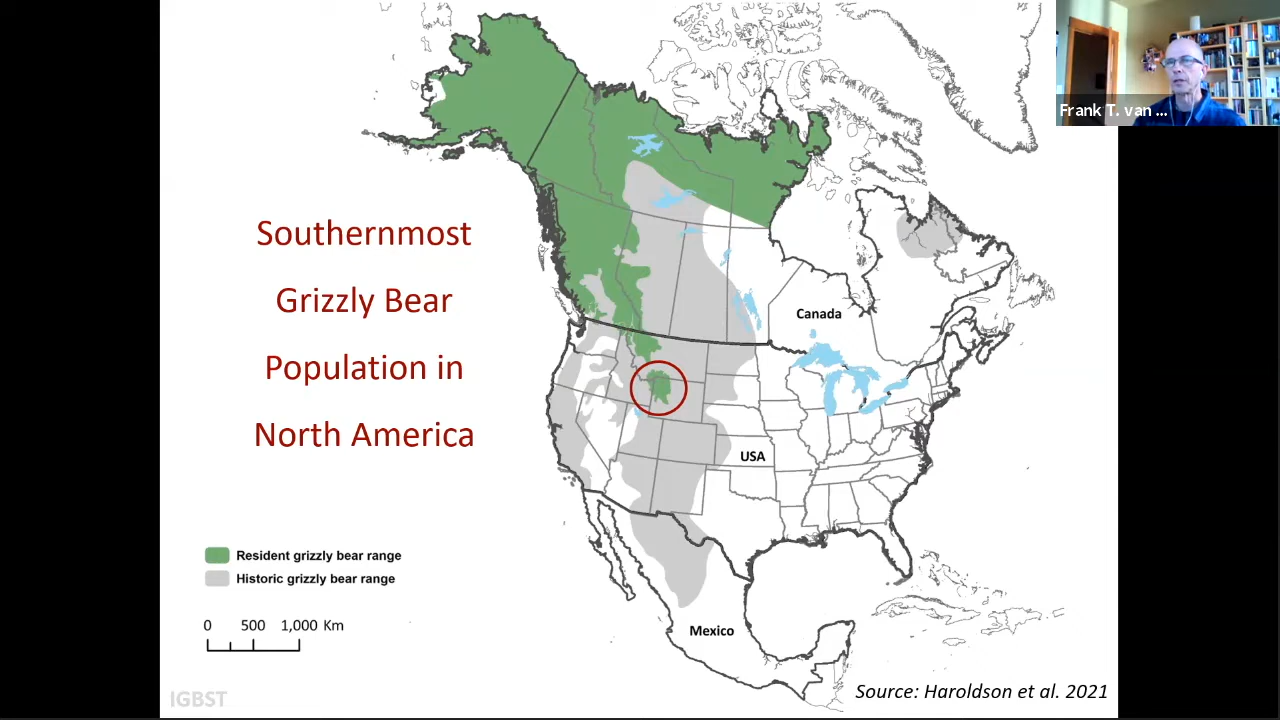 Frank T. van ...
Southernmost
Grizzly Bear
Population in
North America
Canada
USA
Mexico
Resident grizzly bear range
Historic grizzly bear range
0 500 1,000 Km
IGBST
Source: Haroldson et al. 2021